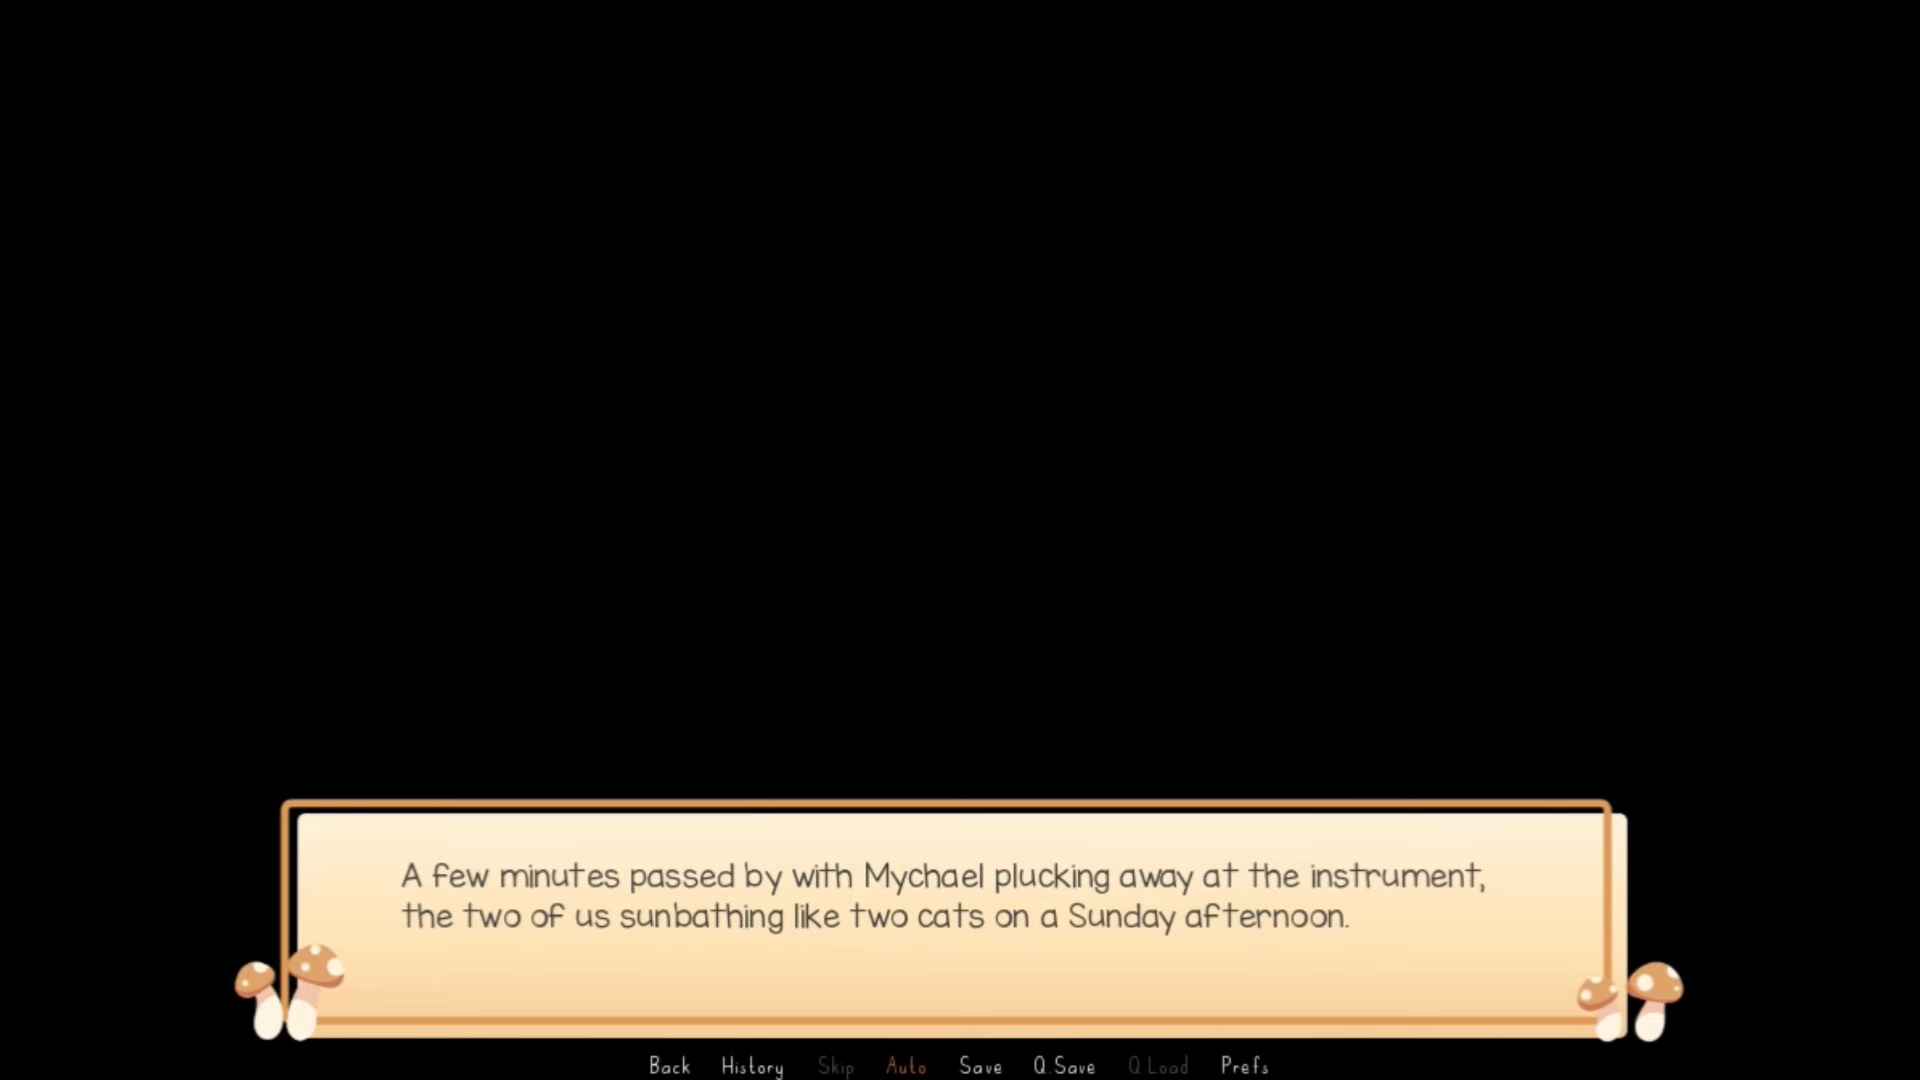 A few minutes passed by with Mychael plucking away at the instrument,
the two of us sunbathing like two cats on a Sunday afternoon.
Back History Skip Auto Save Q.Save Q.Load Prefs